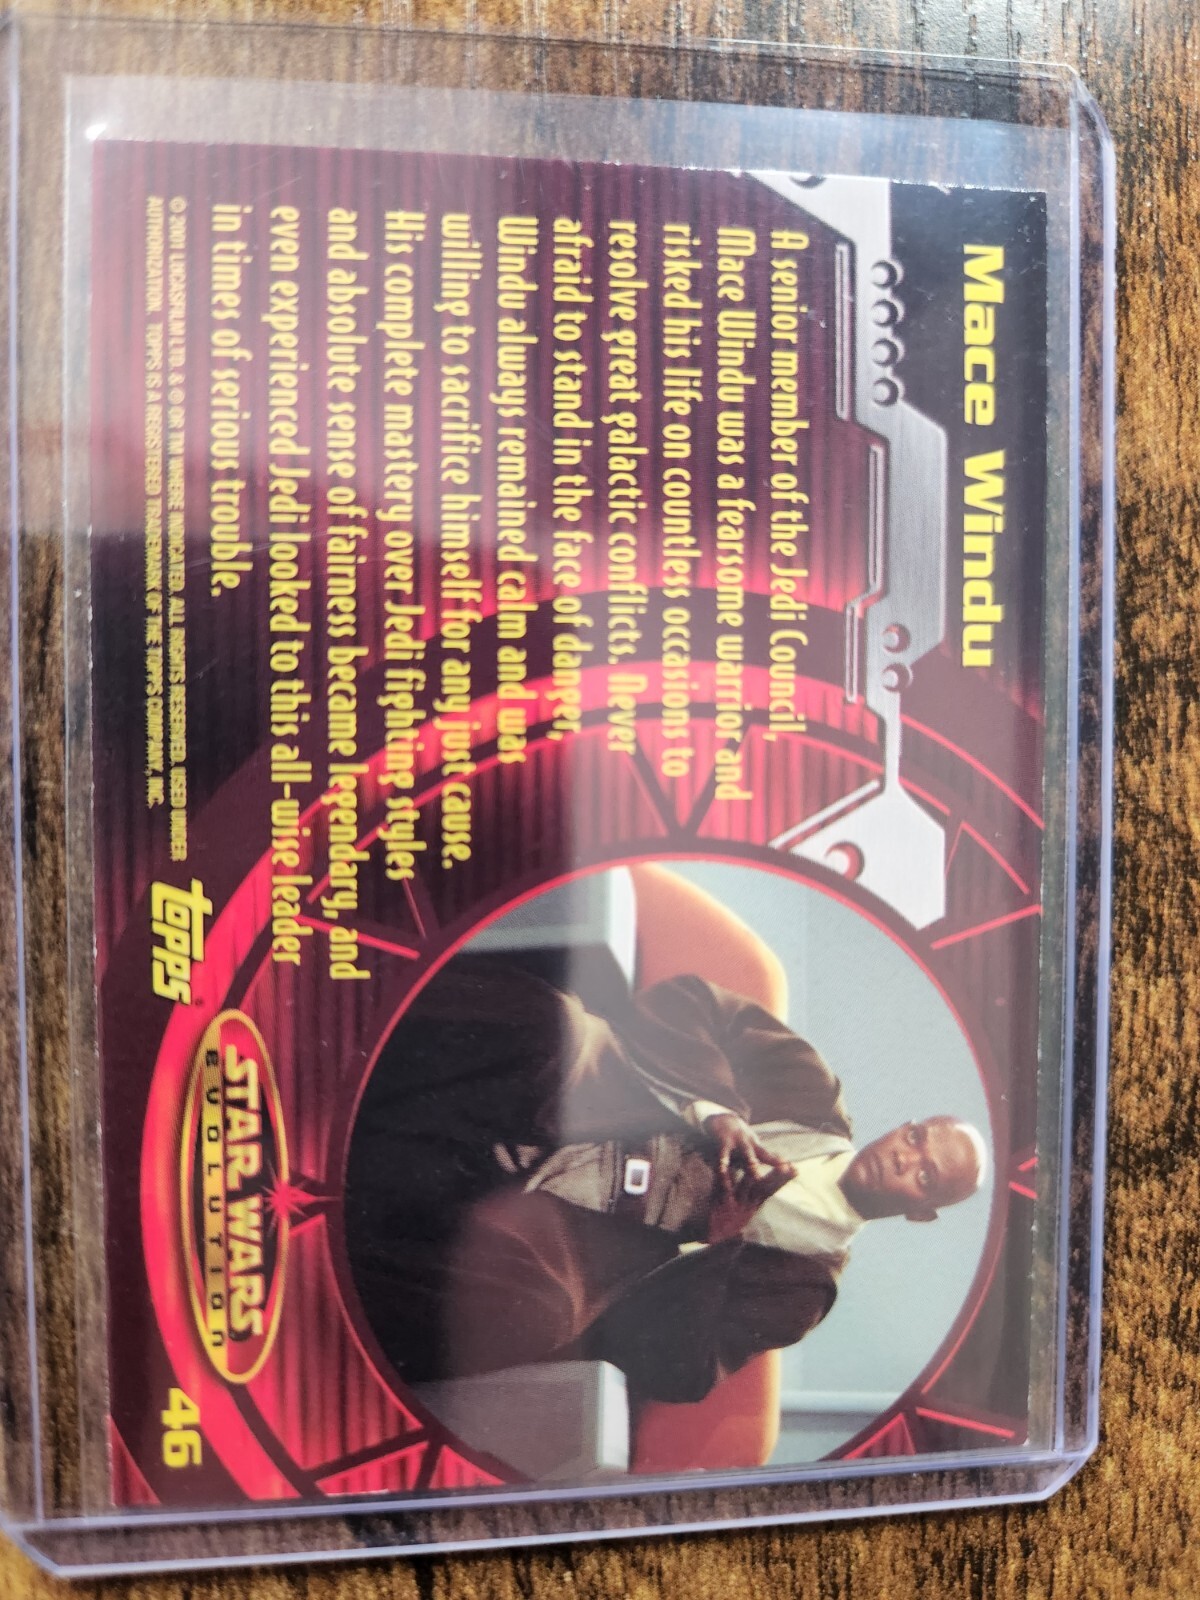 Mace Windu
A senior member of the Jedi Council,
Mace Windu was a fearsome warrior and
risked his life on countless occasions to
resolve great galactic conflicts. Never
afraid to stand in the face of danger,
Windu always remained calm and was
willing to sacrifice himself for any just cause.
His complete mastery over Jedi fighting styles
and absolute sense of fairness became legendary, and
even experienced Jedi looked to this all-wise leader
in times of serious trouble.
© 2001 LUCASFILM LTD. & ® OR TM WHERE INDICATED. ALL RIGHTS RESERVED. USED UNDER
AUTHORIZATION. TOPPS IS A REGISTERED TRADEMARK OF THE TOPPS COMPANY, INC.
topps
STAR WARS
EVOLUTION
46